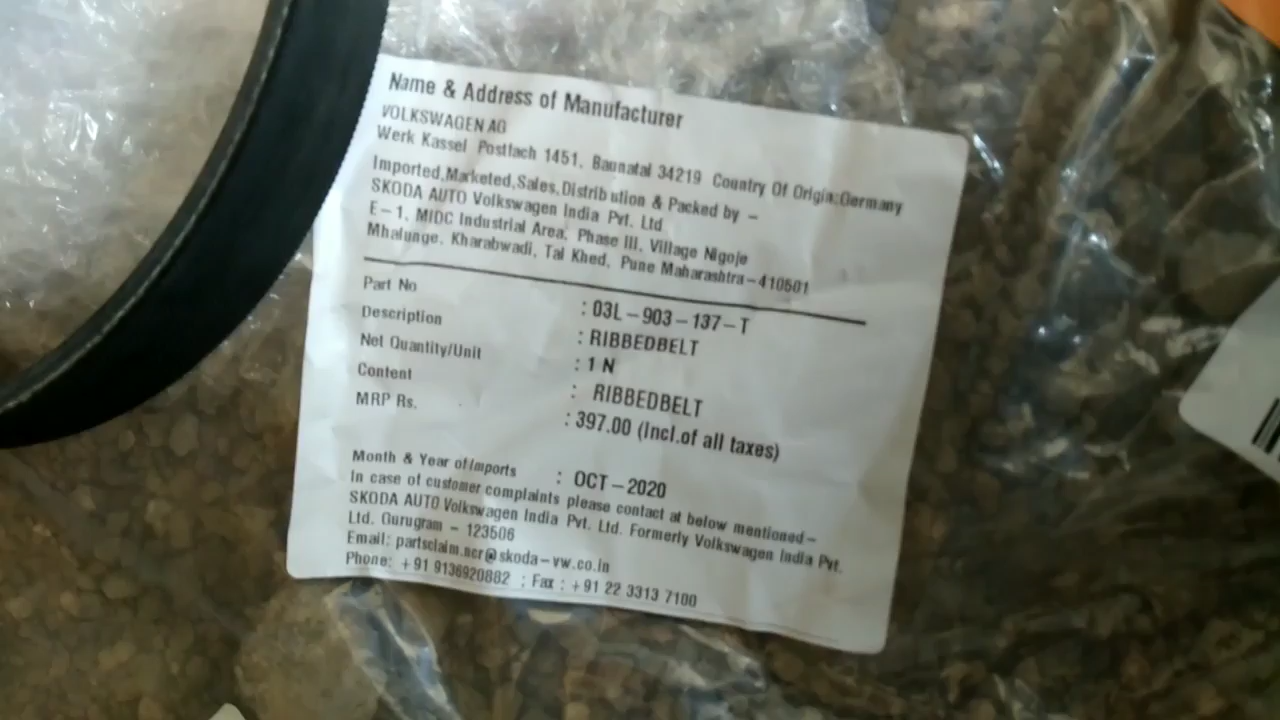 Name & Address of Manufacturer
VOLKSWAGEN AG
Werk Kassel Postfach 1451, Baunatal 34219 Country Of Origin:Germany
Imported,Marketed,Sales,Distribution & Packed by -
SKODA AUTO Volkswagen India Pvt. Ltd
E-1, MIDC Industrial Area, Phase III, Village Nigoje
Mhalunge, Kharabwadi, Tal Khed, Pune Maharashtra-410501
Part No : 03L-903-137-T
Description : RIBBEDBELT
Net Quantity/Unit : 1 N
Content : RIBBEDBELT
MRP Rs. : 397.00 (Incl.of all taxes)
Month & Year of Imports : OCT-2020
In case of customer complaints please contact at below mentioned-
SKODA AUTO Volkswagen India Pvt. Ltd. Formerly Volkswagen India Pvt.
Ltd. Gurugram - 123506
Email: partsclaim.ncr@skoda-vw.co.in
Phone: +91 9136920882 : Fax : +91 22 3313 7100